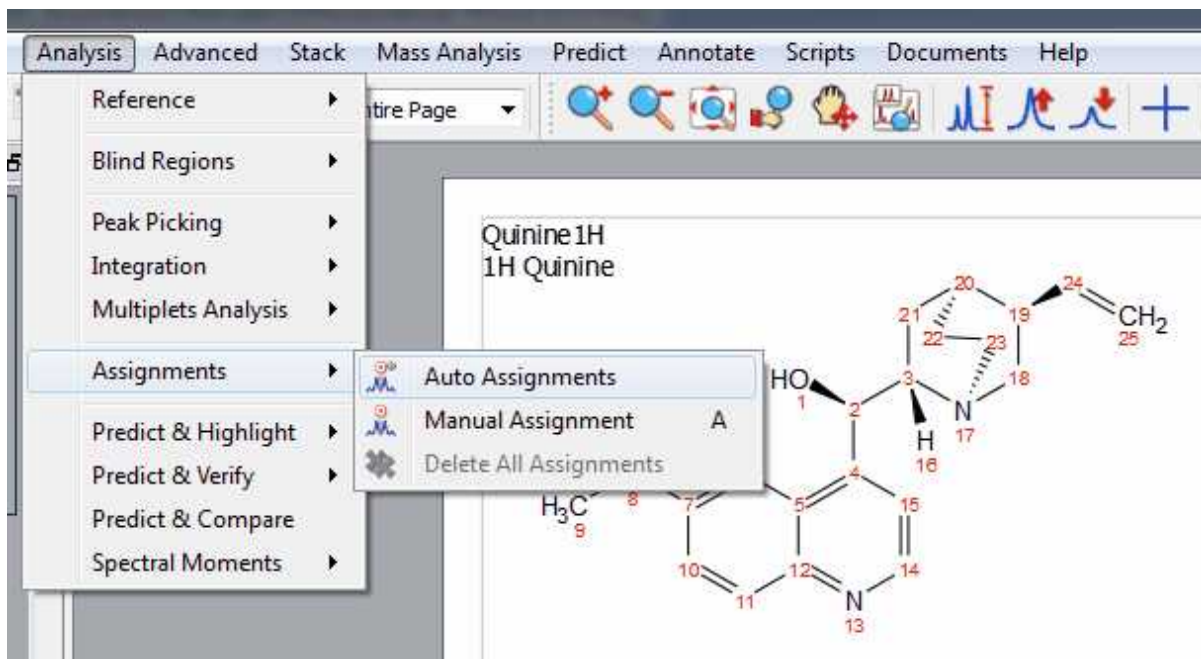 Analysis Advanced Stack Mass Analysis Predict Annotate Scripts Documents Help
Reference
Blind Regions
Peak Picking
Integration
Multiplets Analysis
Assignments
Predict & Highlight
Predict & Verify
Predict & Compare
Spectral Moments
Auto Assignments
Manual Assignment A
Delete All Assignments
ntire Page
5
Quinine 1H
1H Quinine
20
24
21
19
CH2
25
22
23
HO
1
3
18
2
N
17
H
16
4
8
7
5
15
H3C
9
10
12
14
11
N
13